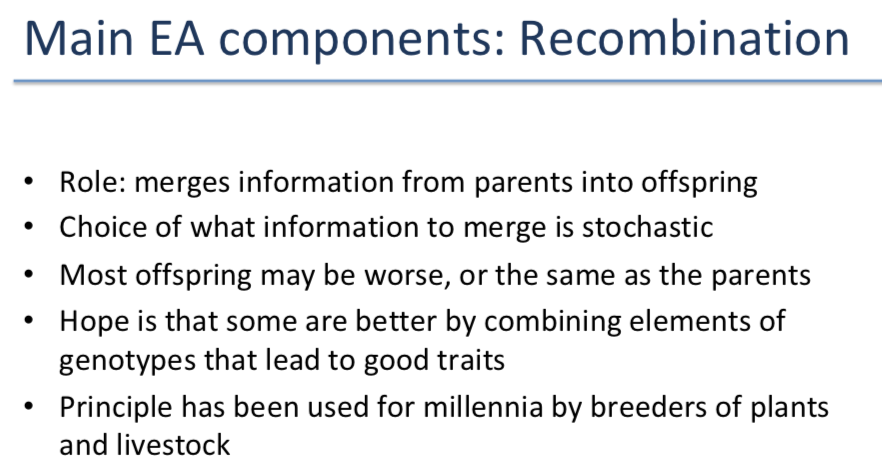 Main EA components: Recombination
• Role: merges information from parents into offspring
• Choice of what information to merge is stochastic
• Most offspring may be worse, or the same as the parents
• Hope is that some are better by combining elements of
genotypes that lead to good traits
• Principle has been used for millennia by breeders of plants
and livestock